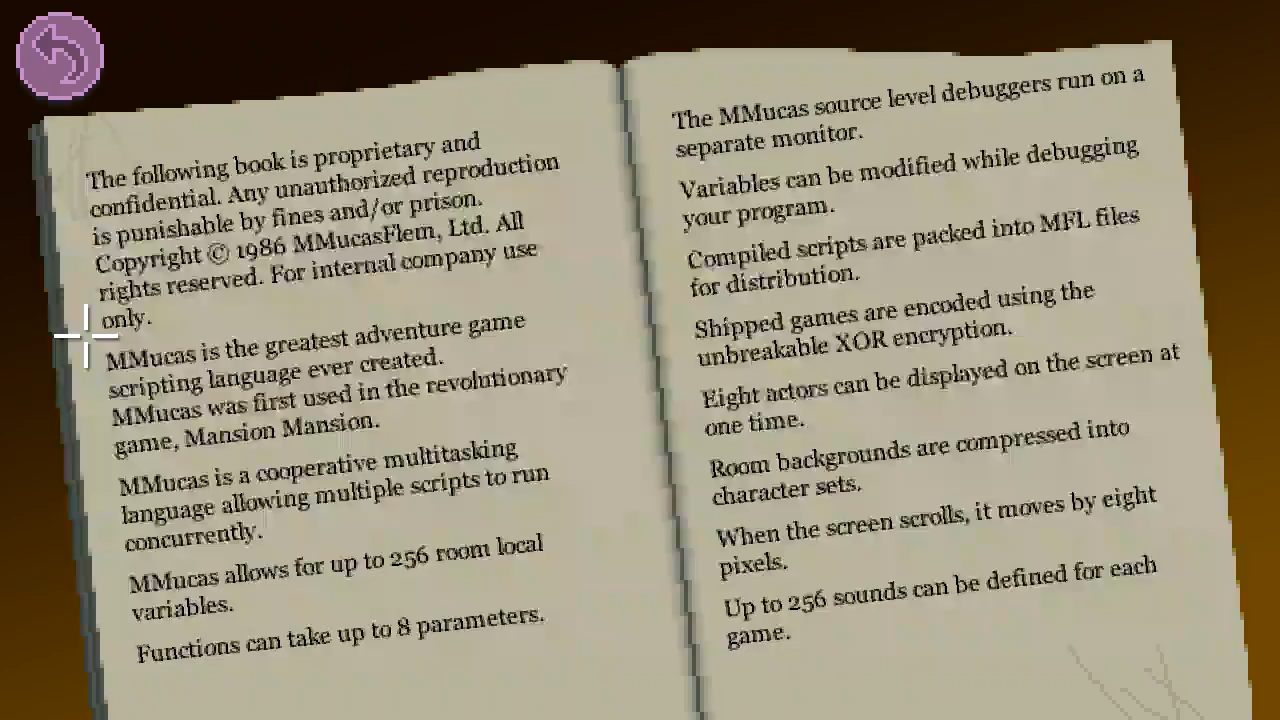 The following book is proprietary and
confidential. Any unauthorized reproduction
is punishable by fines and/or prison.
Copyright © 1986 MMucasFlem, Ltd. All
rights reserved. For internal company use
only.
MMucas is the greatest adventure game
scripting language ever created.
MMucas was first used in the revolutionary
game, Mansion Mansion.
MMucas is a cooperative multitasking
language allowing multiple scripts to run
concurrently.
MMucas allows for up to 256 room local
variables.
Functions can take up to 8 parameters.
The MMucas source level debuggers run on a
separate monitor.
Variables can be modified while debugging
your program.
Compiled scripts are packed into MFL files
for distribution.
Shipped games are encoded using the
unbreakable XOR encryption.
Eight actors can be displayed on the screen at
one time.
Room backgrounds are compressed into
character sets.
When the screen scrolls, it moves by eight
pixels.
Up to 256 sounds can be defined for each
game.